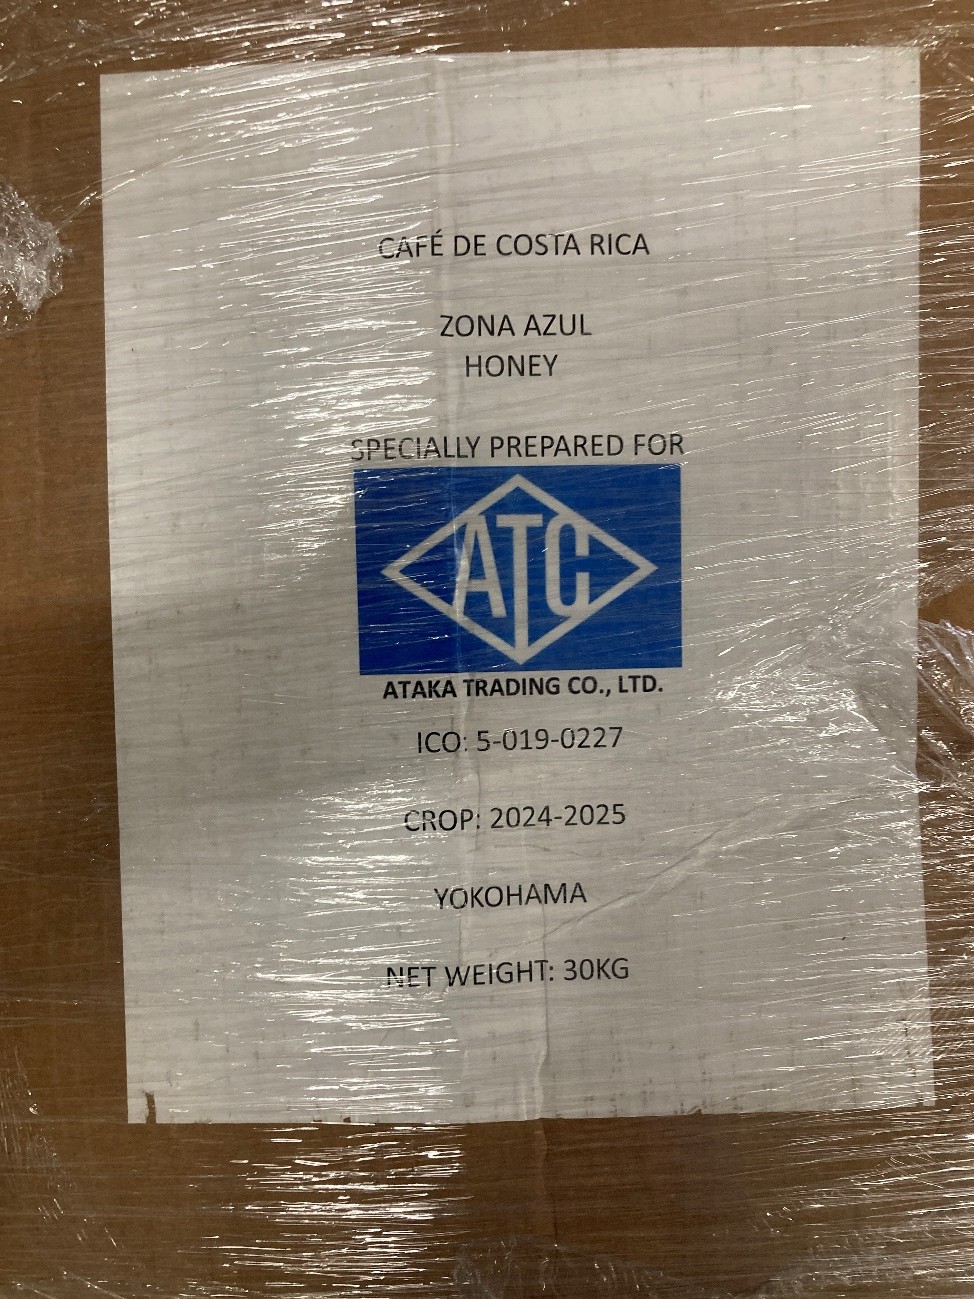 CAFÉ DE COSTA RICA
ZONA AZUL
HONEY
SPECIALLY PREPARED FOR
ATC
ATAKA TRADING CO., LTD.
ICO: 5-019-0227
CROP: 2024-2025
YOKOHAMA
NET WEIGHT: 30KG